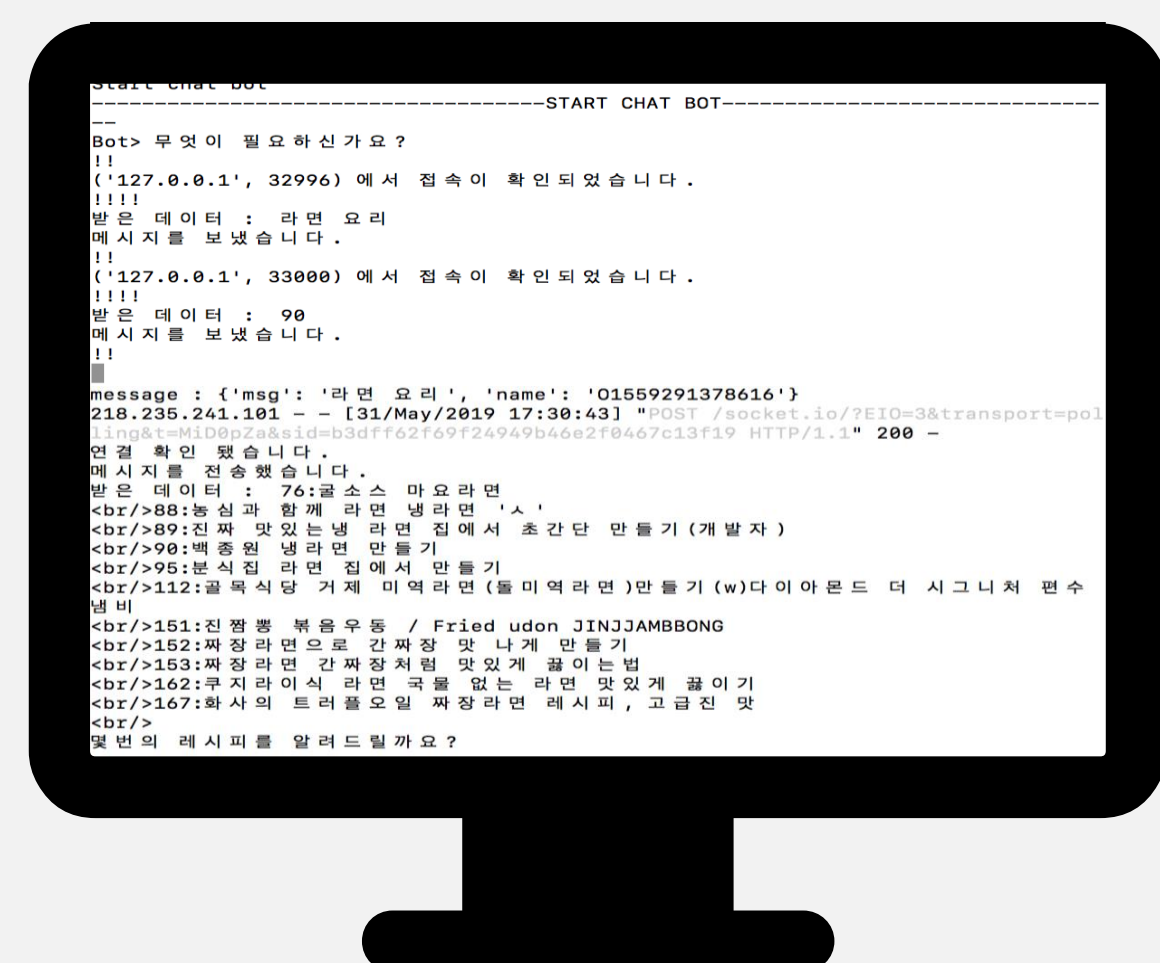 Start chat bot
------------------------------------START CHAT BOT------------------------------
--
Bot> 무엇이 필요하신가요?
!!
('127.0.0.1', 32996) 에서 접속이 확인되었습니다.
!!!!
받은 데이터 : 라면 요리
메시지를 보냈습니다.
!!
('127.0.0.1', 33000) 에서 접속이 확인되었습니다.
!!!!
받은 데이터 : 90
메시지를 보냈습니다.
!!
message : {'msg': '라면 요리', 'name': 'O1559291378616'}
218.235.241.101 - - [31/May/2019 17:30:43] "POST /socket.io/?EIO=3&transport=pol
ling&t=MiD0pZa&sid=b3dff62f69f24949b46e2f0467c13f19 HTTP/1.1" 200 -
연결 확인 됐습니다.
메시지를 전송했습니다.
받은 데이터 : 76:굴소스 마요라면
<br/>88:농심과 함께 라면 냉라면 'ㅅ'
<br/>89:진짜 맛있는냉 라면 집에서 초간단 만들기(개발자)
<br/>90:백종원 냉라면 만들기
<br/>95:분식집 라면 집에서 만들기
<br/>112:골목식당 거제 미역라면(돌미역라면)만들기(w)다이아몬드 더 시그니처 편수
냄비
<br/>151:진짬뽕 볶음우동 / Fried udon JINJJAMBBONG
<br/>152:짜장라면으로 간짜장 맛 나게 만들기
<br/>153:짜장라면 간짜장처럼 맛있게 끓이는법
<br/>162:쿠지라이식 라면 국물 없는 라면 맛있게 끓이기
<br/>167:화사의 트러플오일 짜장라면 레시피, 고급진 맛
<br/>
몇번의 레시피를 알려드릴까요?